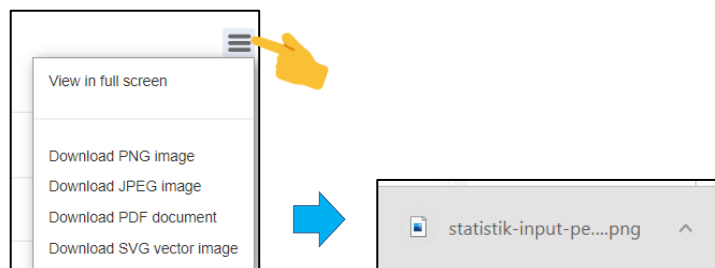 View in full screen
Download PNG image
Download JPEG image
Download PDF document
Download SVG vector image
statistik-input-pe....png